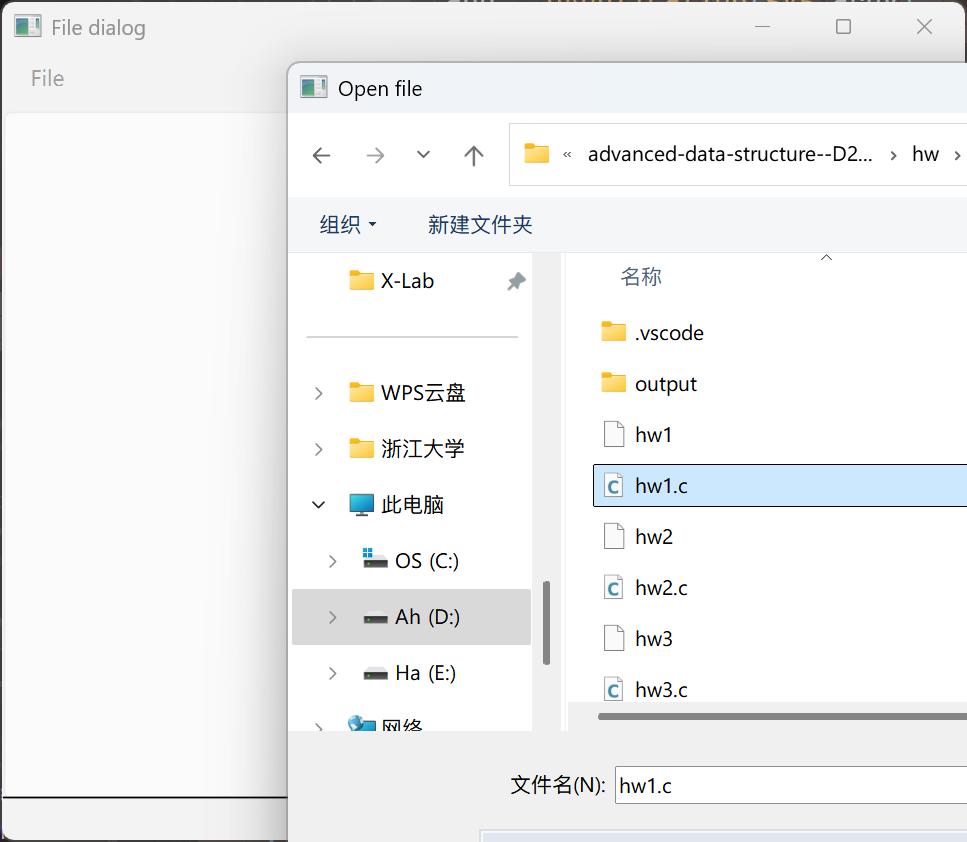 File dialog
File
Open file
« advanced-data-structure--D2... › hw ›
组织 新建文件夹
X-Lab
WPS云盘
浙江大学
此电脑
OS (C:)
Ah (D:)
Ha (E:)
网络
名称
.vscode
output
hw1
hw1.c
hw2
hw2.c
hw3
hw3.c
文件名(N): hw1.c